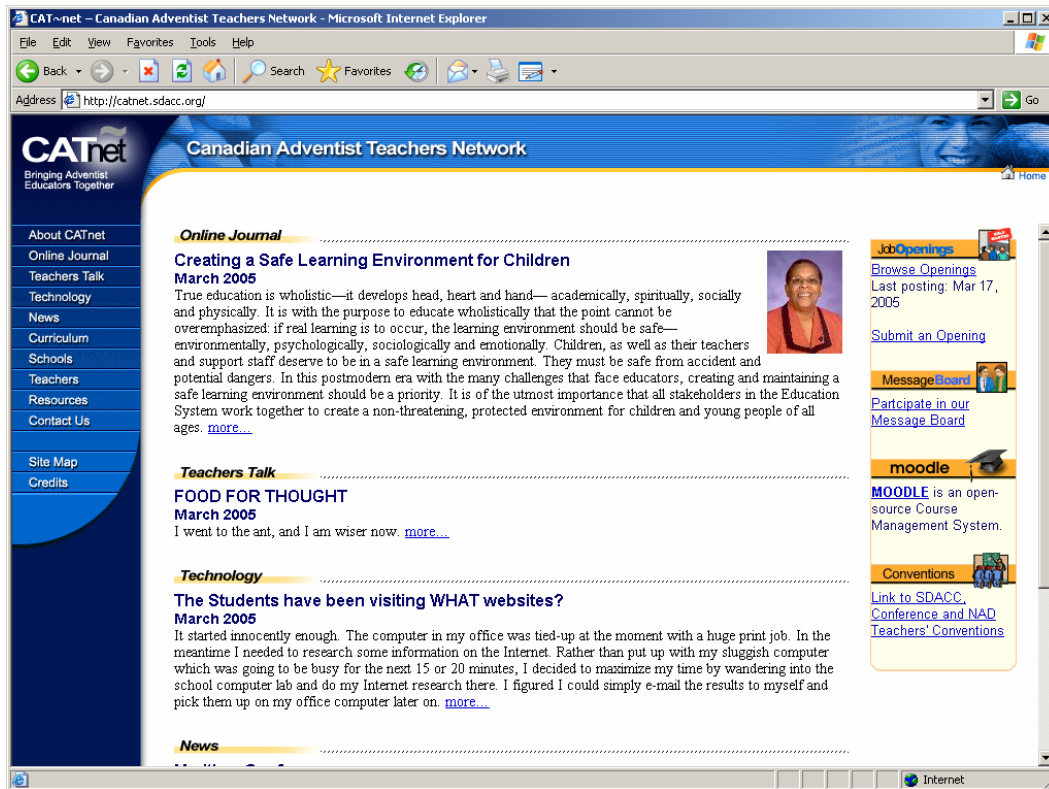 CAT~net – Canadian Adventist Teachers Network - Microsoft Internet Explorer
File Edit View Favorites Tools Help
Back Search Favorites
Address http://catnet.sdacc.org/ Go
CATnet
Bringing Adventist
Educators Together
Canadian Adventist Teachers Network
Home
About CATnet
Online Journal
Teachers Talk
Technology
News
Curriculum
Schools
Teachers
Resources
Contact Us
Site Map
Credits
Online Journal
Creating a Safe Learning Environment for Children
March 2005
True education is wholistic—it develops head, heart and hand— academically, spiritually, socially
and physically. It is with the purpose to educate wholistically that the point cannot be
overemphasized: if real learning is to occur, the learning environment should be safe—
environmentally, psychologically, sociologically and emotionally. Children, as well as their teachers
and support staff deserve to be in a safe learning environment. They must be safe from accident and
potential dangers. In this postmodern era with the many challenges that face educators, creating and maintaining a
safe learning environment should be a priority. It is of the utmost importance that all stakeholders in the Education
System work together to create a non-threatening, protected environment for children and young people of all
ages. more...
Teachers Talk
FOOD FOR THOUGHT
March 2005
I went to the ant, and I am wiser now. more...
Technology
The Students have been visiting WHAT websites?
March 2005
It started innocently enough. The computer in my office was tied-up at the moment with a huge print job. In the
meantime I needed to research some information on the Internet. Rather than put up with my sluggish computer
which was going to be busy for the next 15 or 20 minutes, I decided to maximize my time by wandering into the
school computer lab and do my Internet research there. I figured I could simply e-mail the results to myself and
pick them up on my office computer later on. more...
News
JobOpenings
Browse Openings
Last posting: Mar 17,
2005
Submit an Opening
MessageBoard
Partcipate in our
Message Board
moodle
MOODLE is an open-
source Course
Management System.
Conventions
Link to SDACC,
Conference and NAD
Teachers' Conventions
Internet